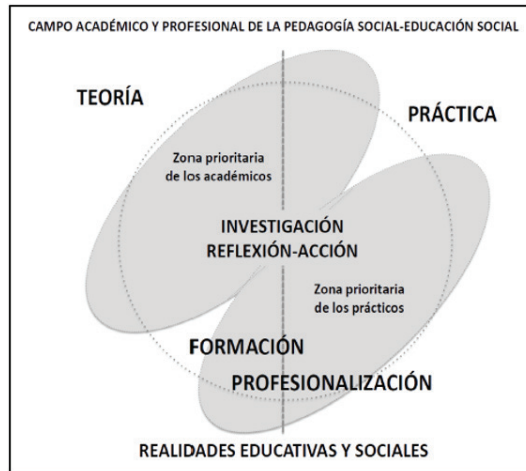 CAMPO ACADÉMICO Y PROFESIONAL DE LA PEDAGOGÍA SOCIAL-EDUCACIÓN SOCIAL
TEORÍA
PRÁCTICA
Zona prioritaria
de los académicos
INVESTIGACIÓN
REFLEXIÓN-ACCIÓN
Zona prioritaria
de los prácticos
FORMACIÓN
PROFESIONALIZACIÓN
REALIDADES EDUCATIVAS Y SOCIALES